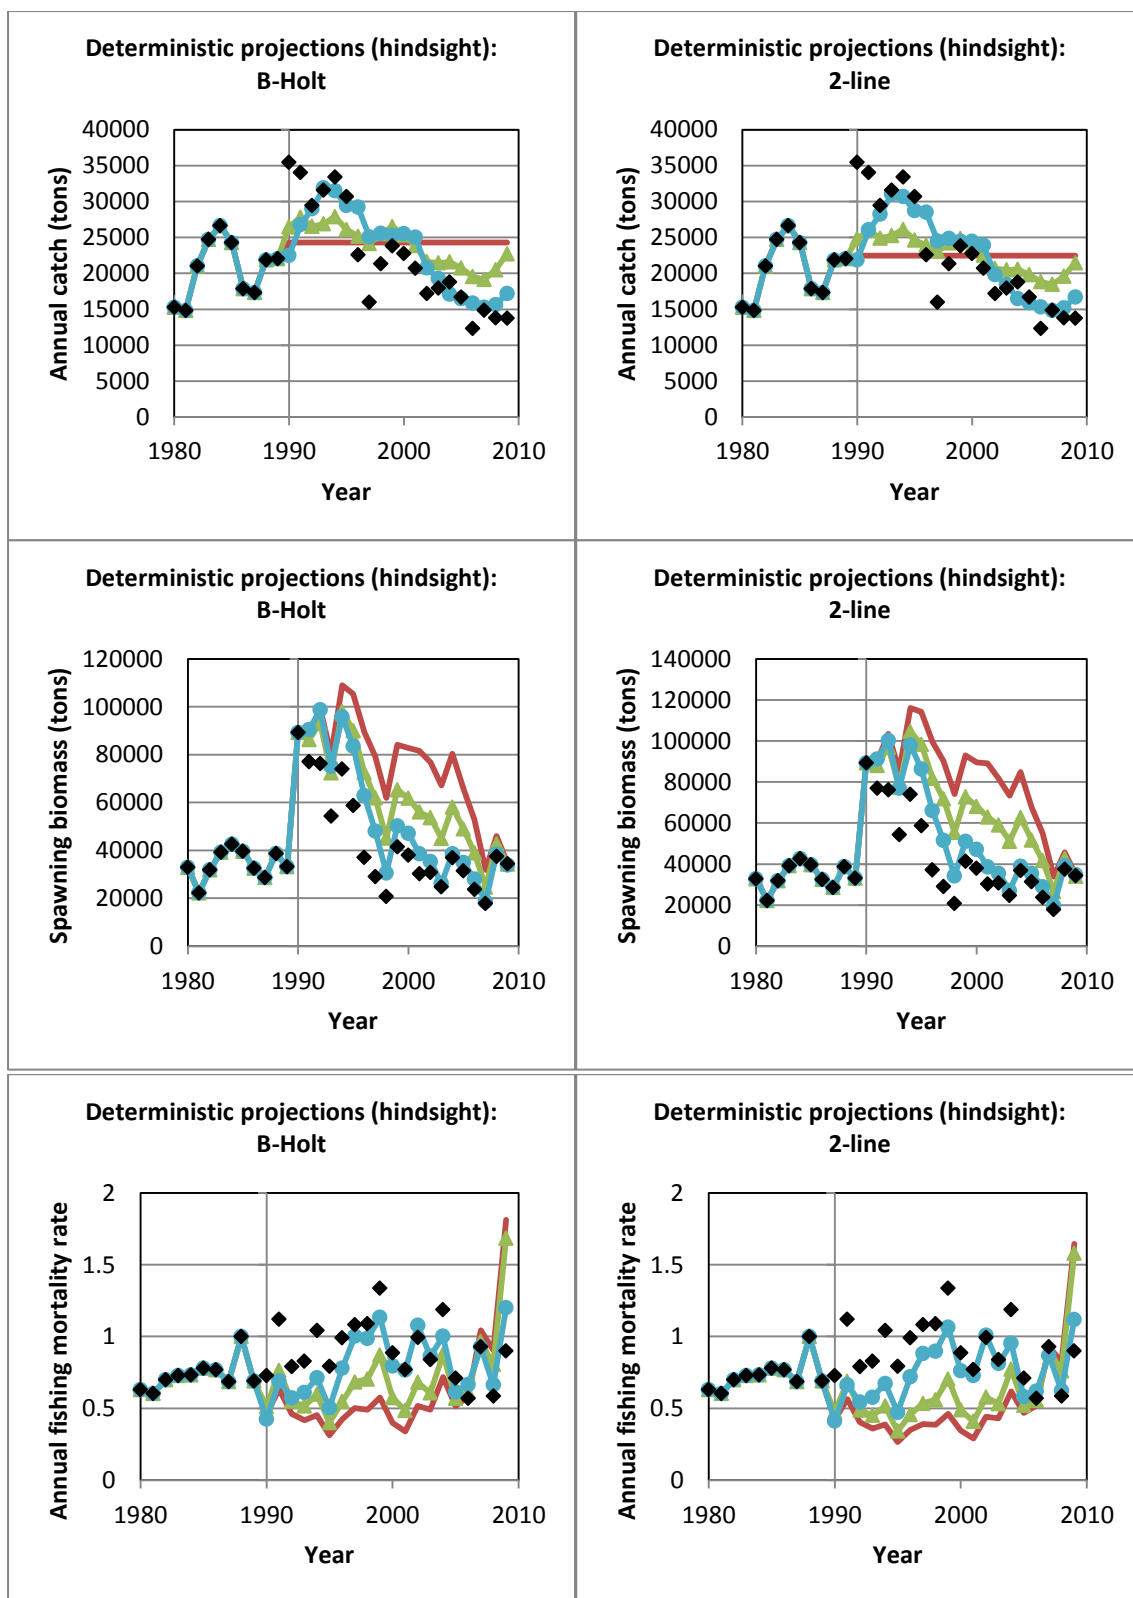 Deterministic projections (hindsight):
B-Holt
Annual catch (tons)
40000
35000
30000
25000
20000
15000
10000
5000
0
1980
1990
2000
2010
Year
Deterministic projections (hindsight):
2-line
Annual catch (tons)
40000
35000
30000
25000
20000
15000
10000
5000
0
1980
1990
2000
2010
Year
Deterministic projections (hindsight):
B-Holt
Spawning biomass (tons)
120000
100000
80000
60000
40000
20000
0
1980
1990
2000
2010
Year
Deterministic projections (hindsight):
2-line
Spawning biomass (tons)
140000
120000
100000
80000
60000
40000
20000
0
1980
1990
2000
2010
Year
Deterministic projections (hindsight):
B-Holt
Annual fishing mortality rate
2
1.5
1
0.5
0
1980
1990
2000
2010
Year
Deterministic projections (hindsight):
2-line
Annual fishing mortality rate
2
1.5
1
0.5
0
1980
1990
2000
2010
Year